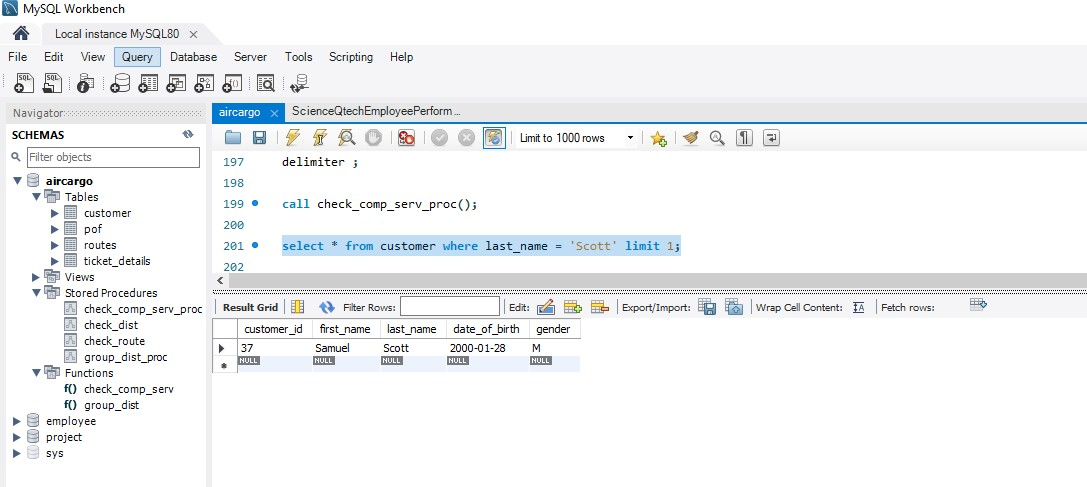 MySQL Workbench
Local instance MySQL80
File Edit View Query Database Server Tools Scripting Help
Navigator
SCHEMAS
Filter objects
aircargo
Tables
customer
pof
routes
ticket_details
Views
Stored Procedures
check_comp_serv_proc
check_dist
check_route
group_dist_proc
Functions
f() check_comp_serv
f() group_dist
employee
project
sys
aircargo ScienceQtechEmployeePerform...
Limit to 1000 rows
197 delimiter ;
198
199 call check_comp_serv_proc();
200
201 select * from customer where last_name = 'Scott' limit 1;
202
Result Grid Filter Rows: Edit: Export/Import: Wrap Cell Content: Fetch rows:
customer_id first_name last_name date_of_birth gender
37 Samuel Scott 2000-01-28 M
NULL NULL NULL NULL NULL